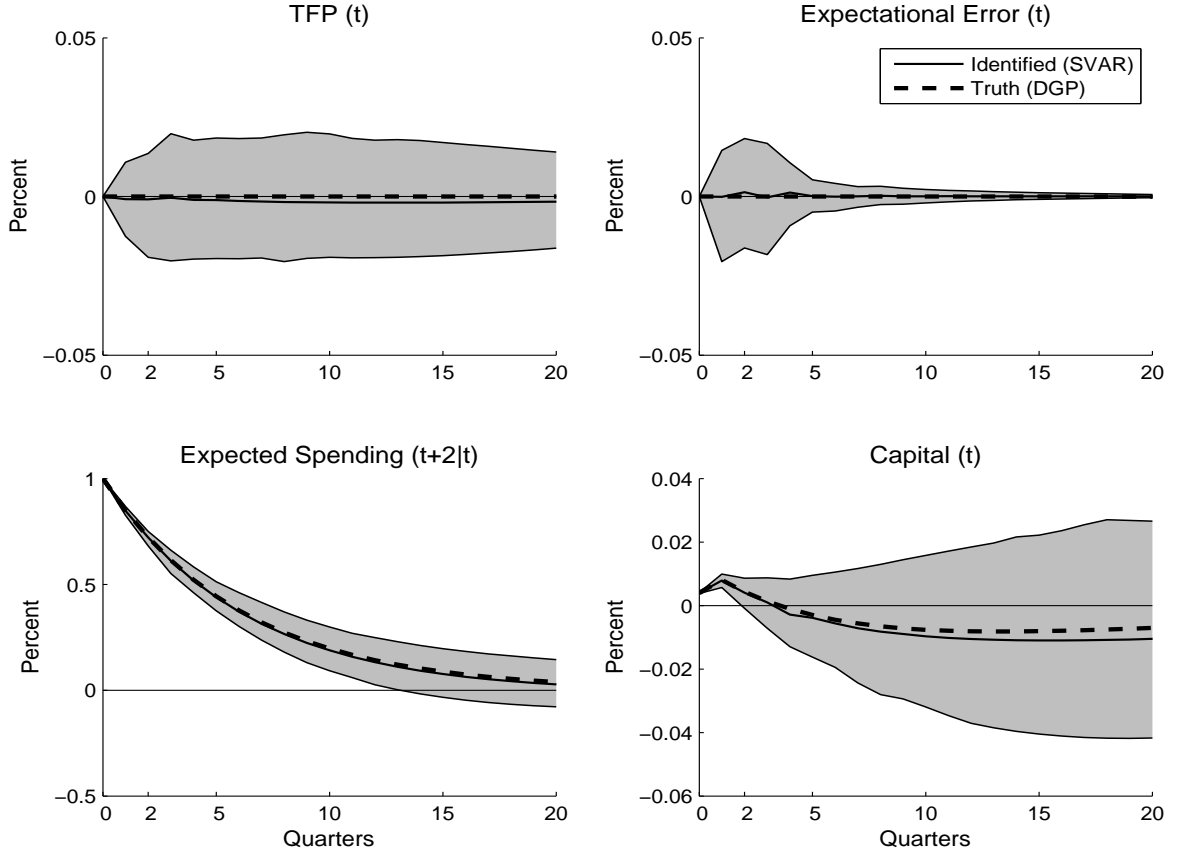 TFP (t)
Expectational Error (t)
0.05
0
−0.05
Percent
0 2 5 10 15 20
0.05
0
−0.05
Percent
Identified (SVAR)
Truth (DGP)
0 2 5 10 15 20
Expected Spending (t+2|t)
Capital (t)
1
0.5
0
−0.5
Percent
0 2 5 10 15 20
Quarters
0.04
0.02
0
−0.02
−0.04
−0.06
Percent
0 2 5 10 15 20
Quarters